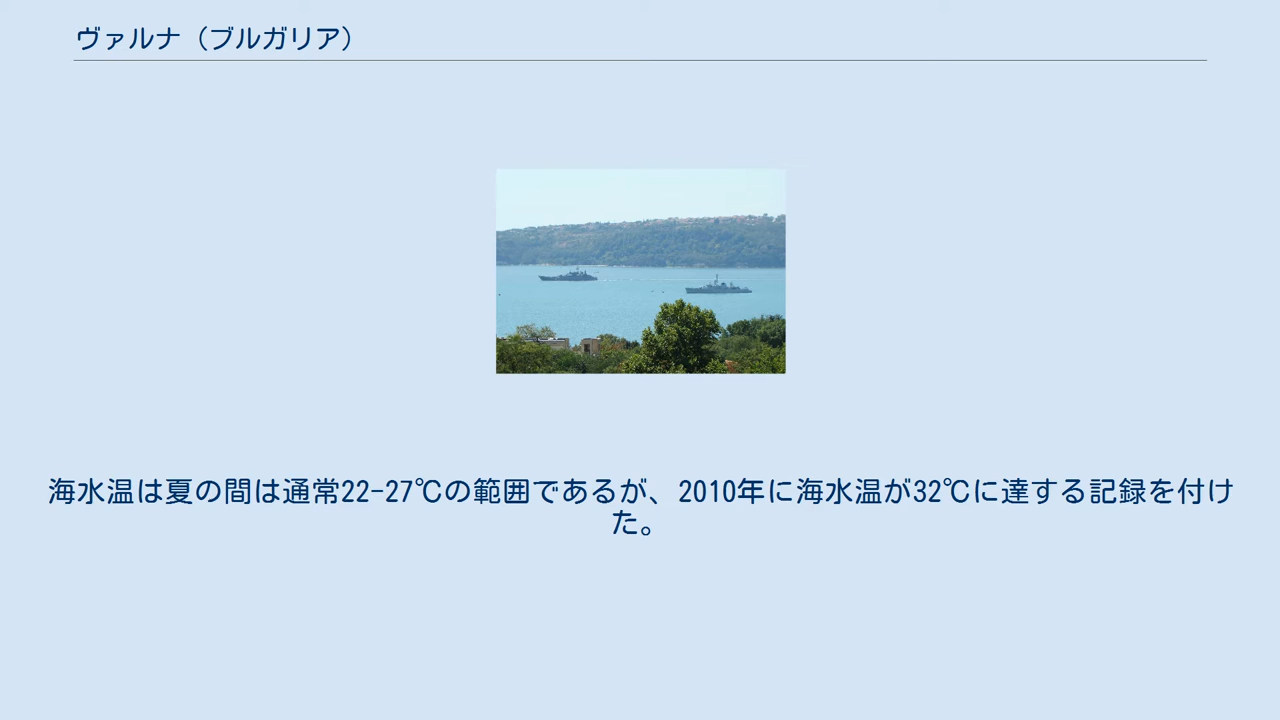 ヴァルナ（ブルガリア）
海水温は夏の間は通常22-27℃の範囲であるが、2010年に海水温が32℃に達する記録を付け
た。